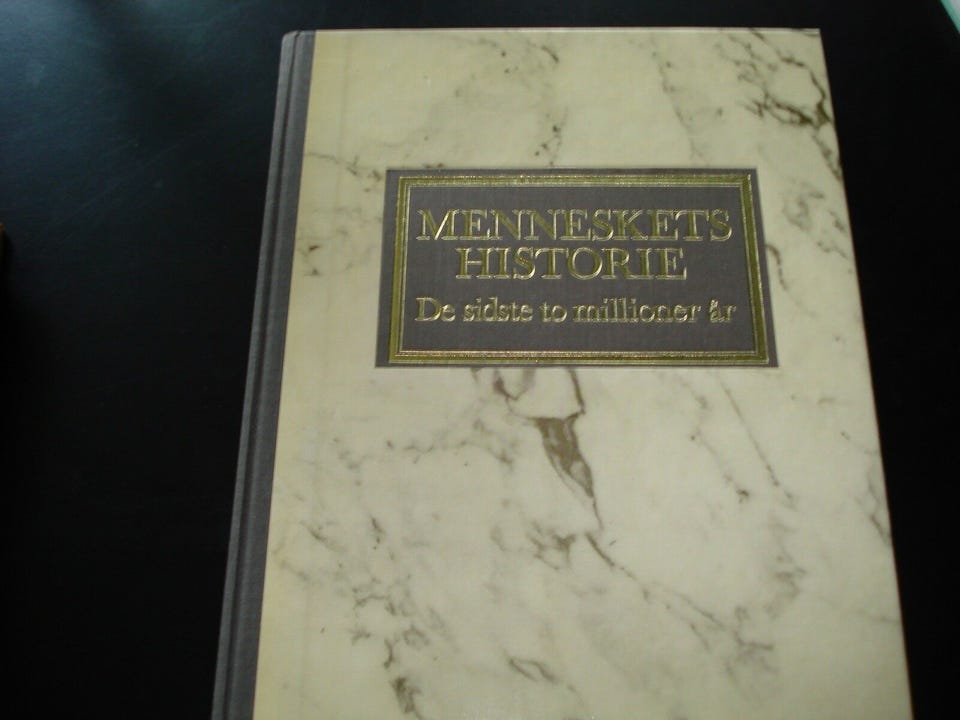 MENNESKETS
HISTORIE
De sidste to millioner år